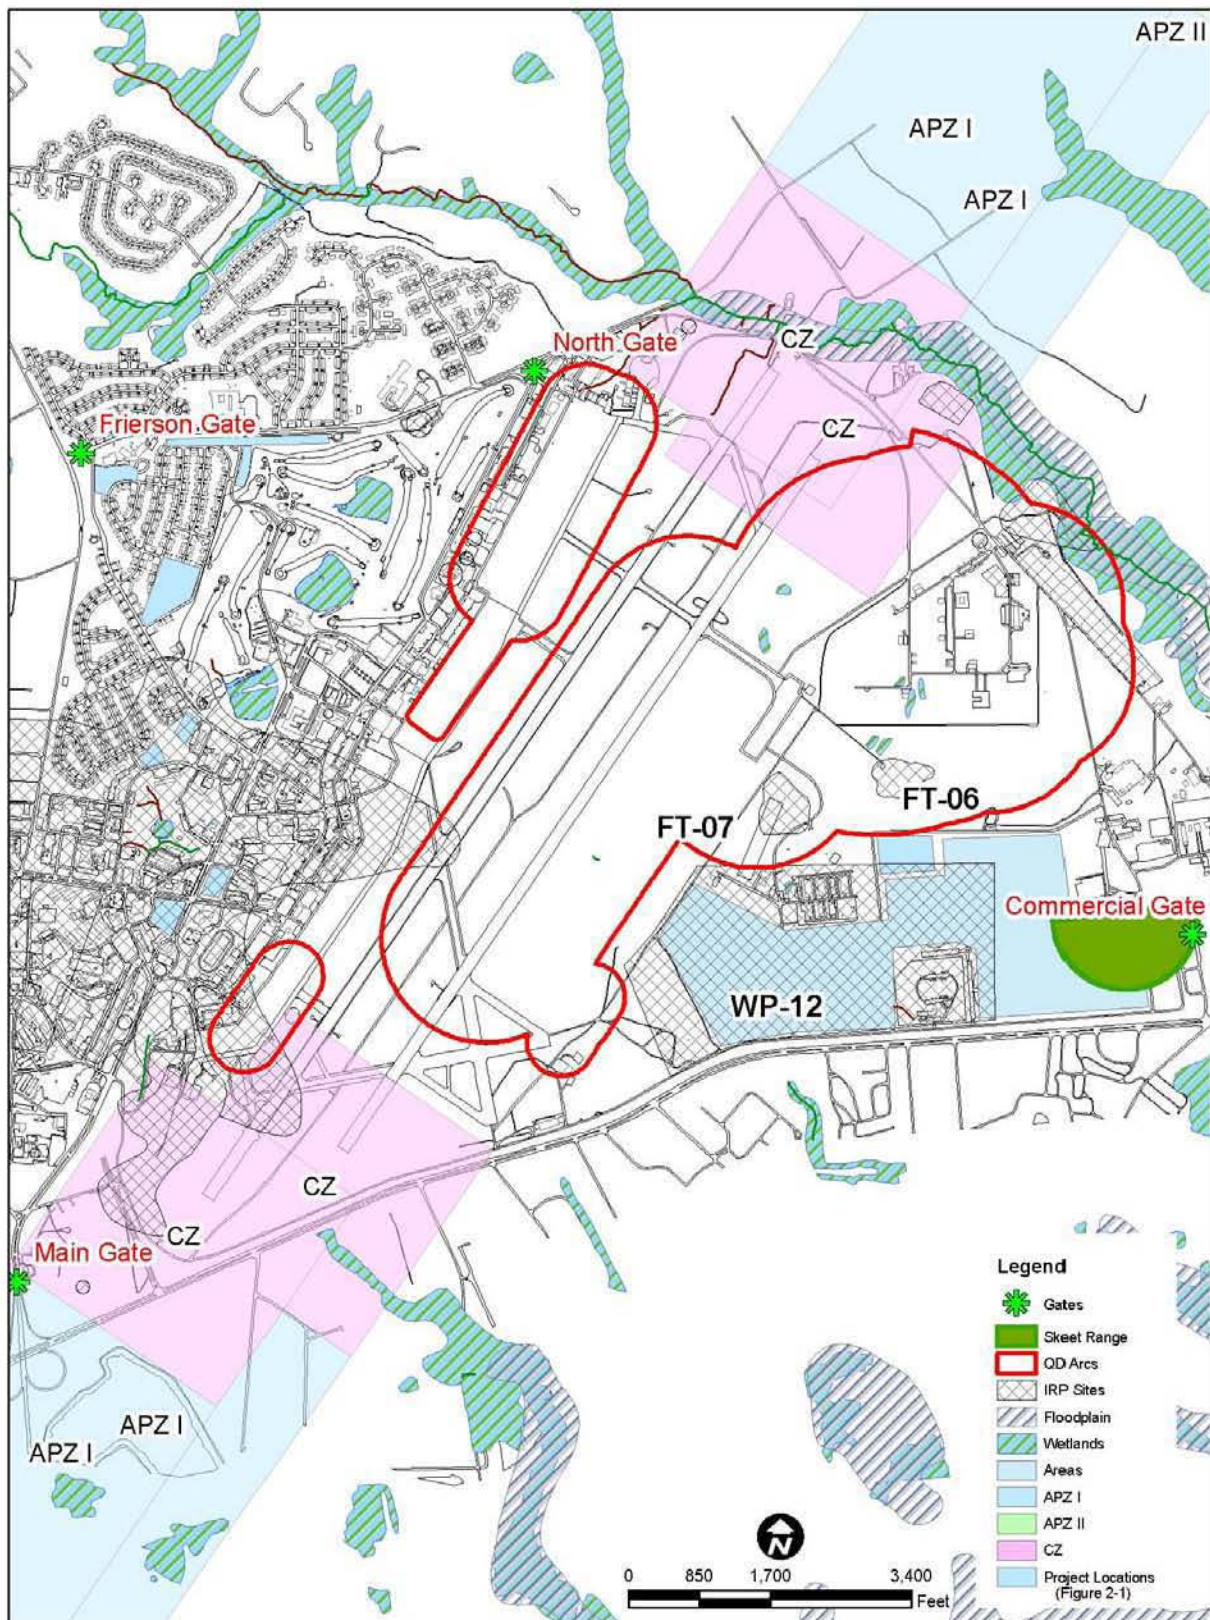 APZ II
APZ I
APZ I
North Gate
CZ
Frierson Gate
CZ
FT-06
FT-07
Commercial Gate
WP-12
CZ
CZ
Main Gate
APZ I
APZ I
Legend
Gates
Skeet Range
QD Arcs
IRP Sites
Floodplain
Wetlands
Areas
APZ I
APZ II
CZ
Project Locations
(Figure 2-1)
N
0 850 1,700 3,400
Feet